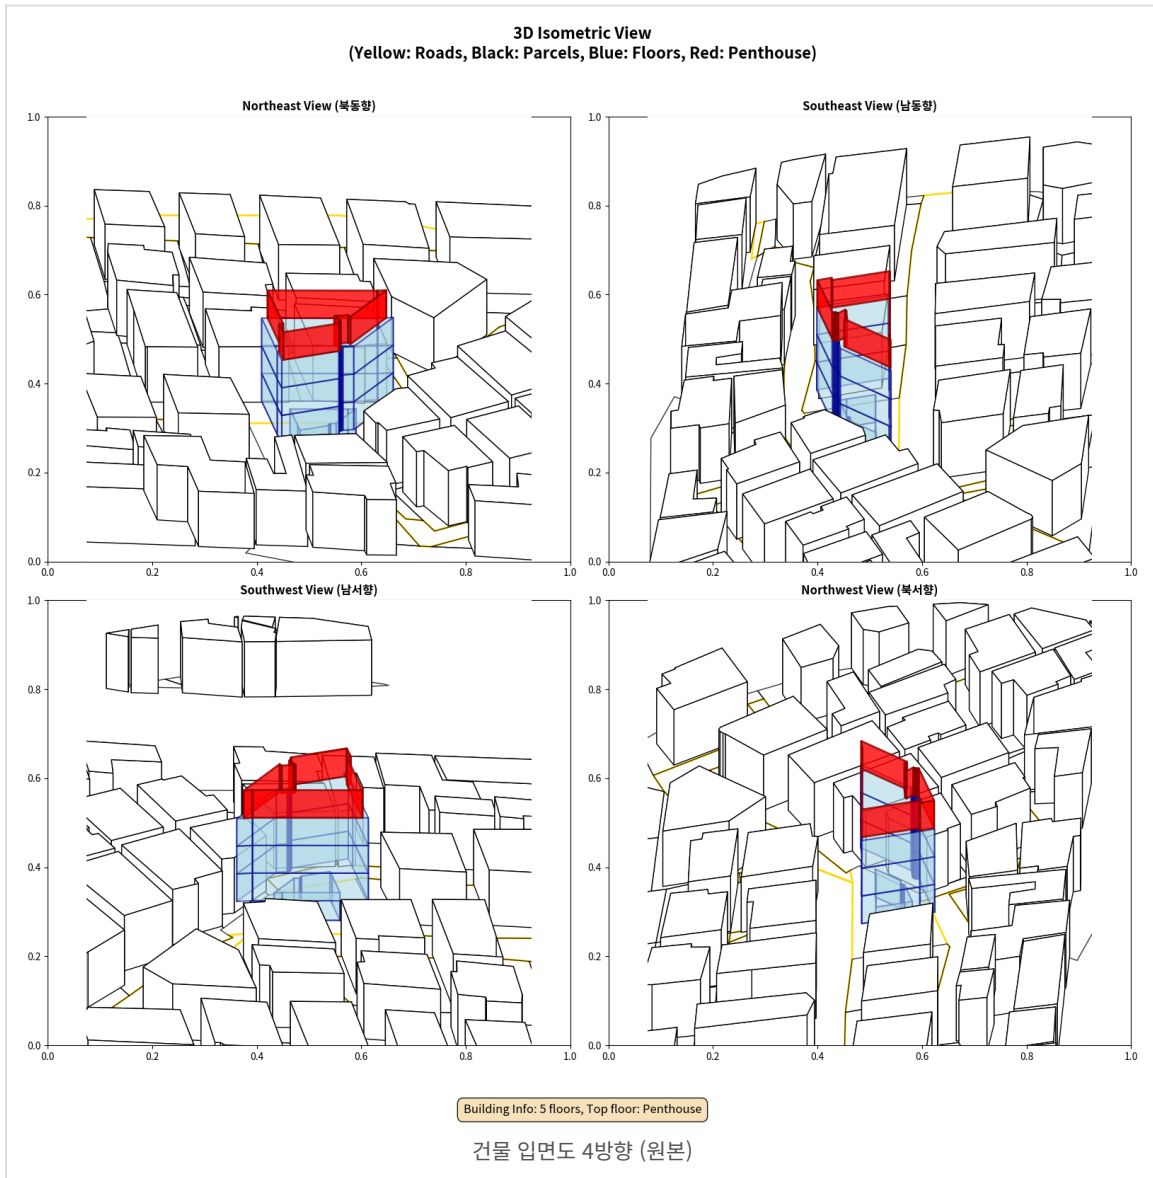 3D Isometric View
(Yellow: Roads, Black: Parcels, Blue: Floors, Red: Penthouse)
Northeast View (북동향)
1.0
0.8
0.6
0.4
0.2
0.0
0.0 0.2 0.4 0.6 0.8 1.0
Southeast View (남동향)
1.0
0.8
0.6
0.4
0.2
0.0
0.0 0.2 0.4 0.6 0.8 1.0
Southwest View (남서향)
1.0
0.8
0.6
0.4
0.2
0.0
0.0 0.2 0.4 0.6 0.8 1.0
Northwest View (북서향)
1.0
0.8
0.6
0.4
0.2
0.0
0.0 0.2 0.4 0.6 0.8 1.0
Building Info: 5 floors, Top floor: Penthouse
건물 입면도 4방향 (원본)